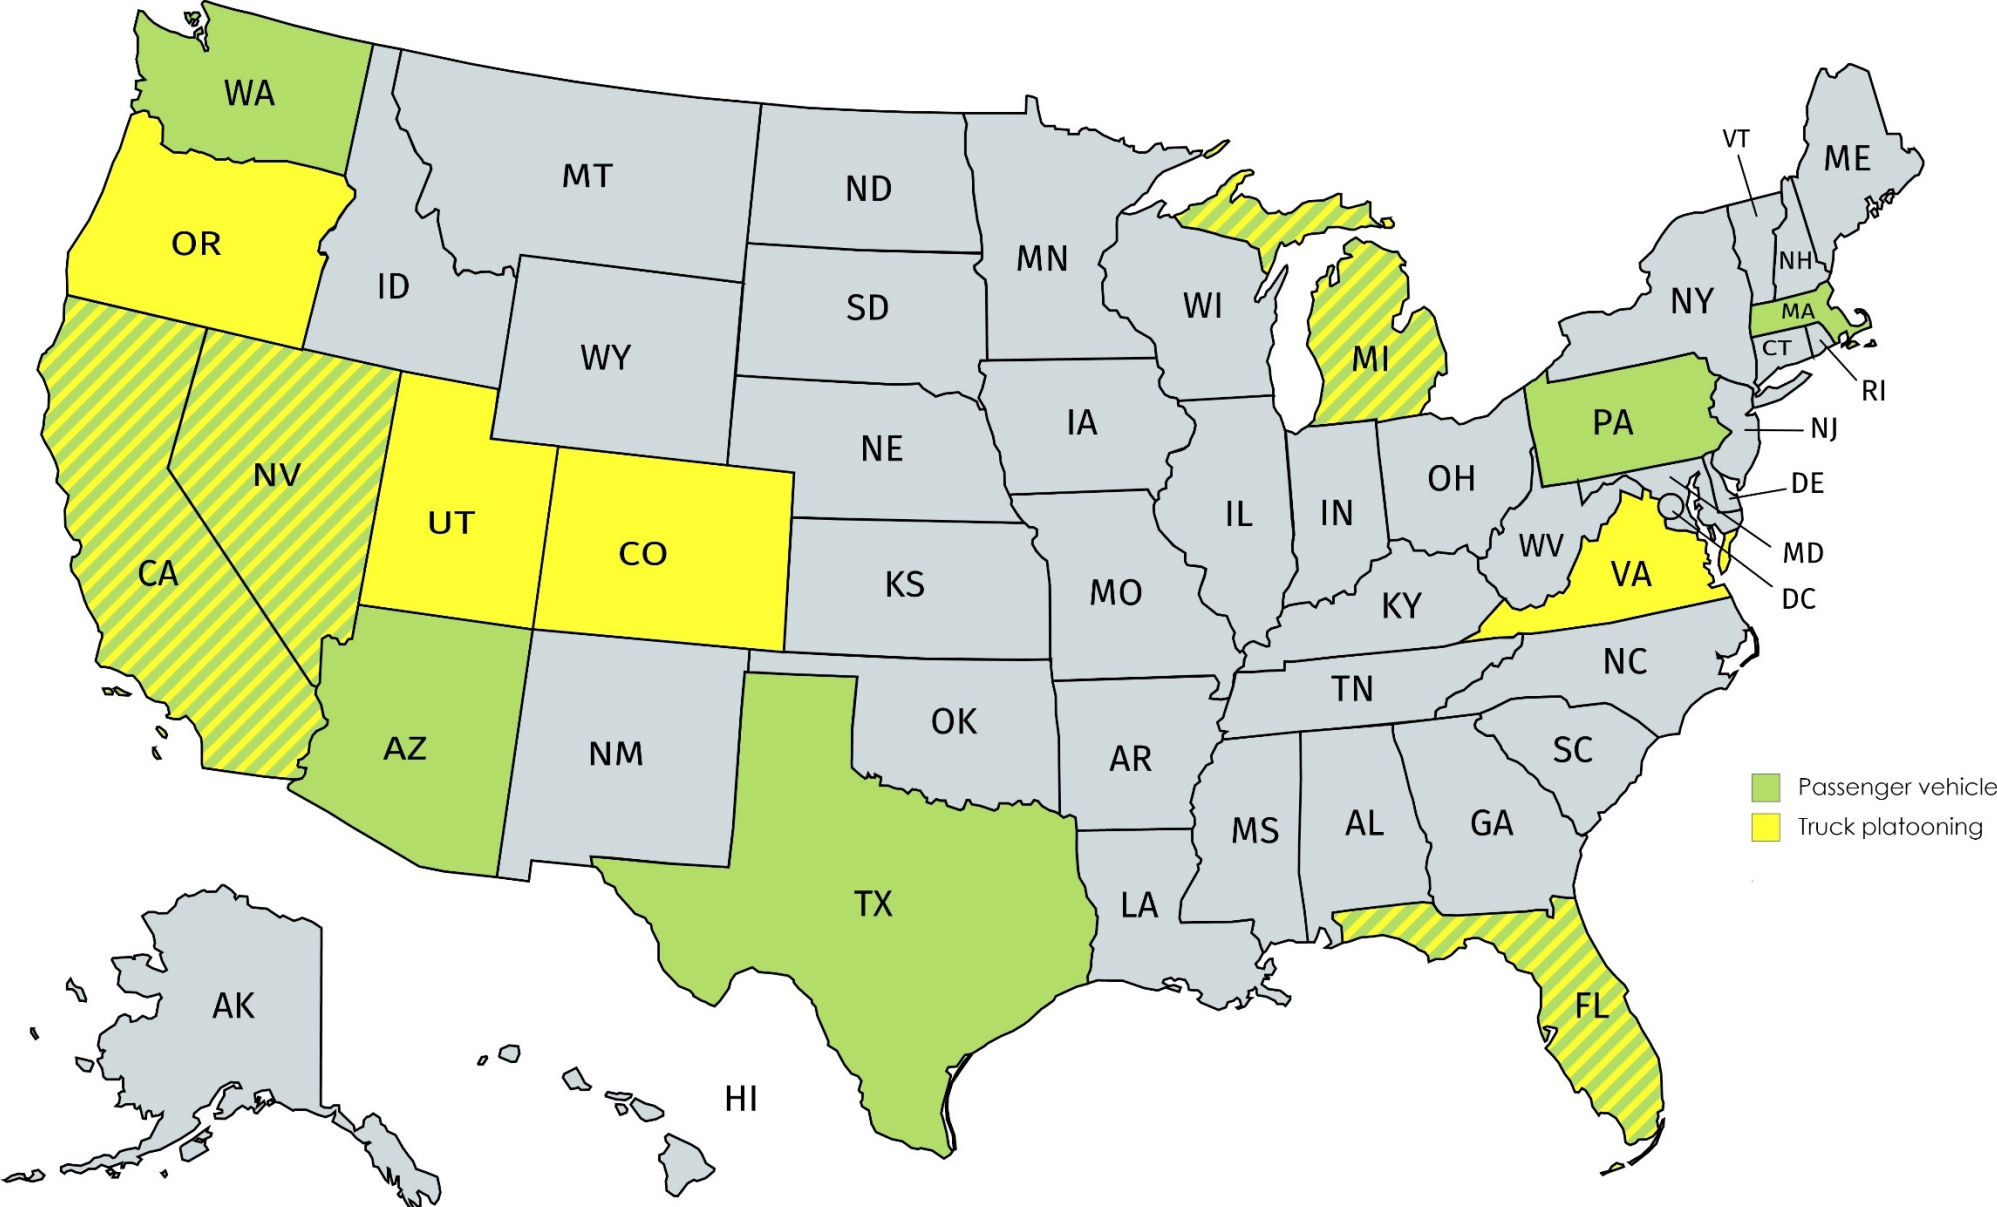 WA
VT
ME
MT
ND
OR
MN
NH
ID
SD
WI
NY
MA
CT
WY
MI
RI
IA
PA
NJ
NE
NV
OH
DE
UT
IL
IN
CO
WV
MD
CA
KS
MO
KY
VA
DC
NC
TN
OK
AZ
NM
AR
SC
Passenger vehicle
MS
AL
GA
Truck platooning
TX
LA
AK
FL
HI